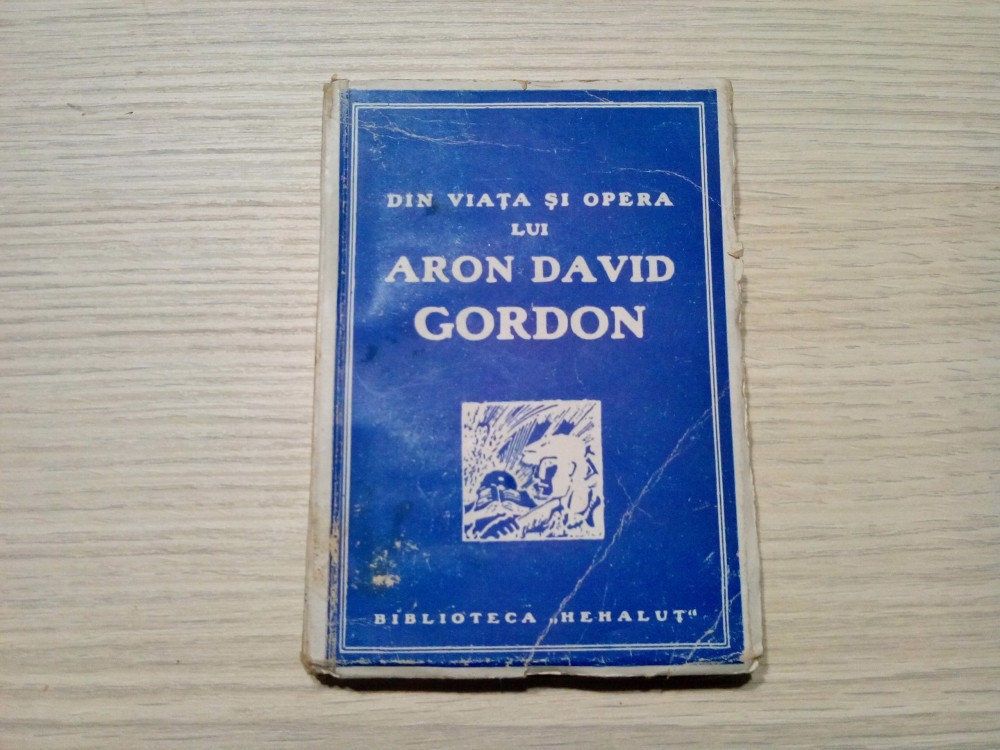 DIN VIAȚA ȘI OPERA
LUI
ARON DAVID
GORDON
BIBLIOTECA „HEHALUȚ“